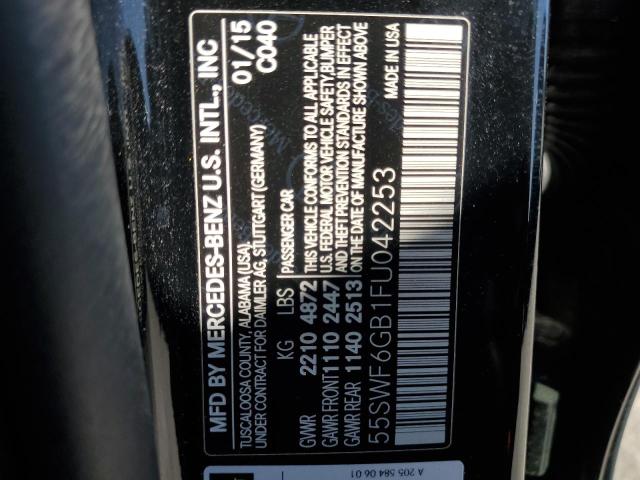 MFD BY MERCEDES-BENZ U.S. INTL., INC
TUSCALOOSA COUNTY, ALABAMA (USA),
UNDER CONTRACT FOR DAIMLER AG, STUTTGART (GERMANY)
01/15
C040
KG LBS
GVWR 2210 4872
GAWR FRONT 1110 2447
GAWR REAR 1140 2513
PASSENGER CAR
THIS VEHICLE CONFORMS TO ALL APPLICABLE
U.S. FEDERAL MOTOR VEHICLE SAFETY, BUMPER
AND THEFT PREVENTION STANDARDS IN EFFECT
ON THE DATE OF MANUFACTURE SHOWN ABOVE
55SWF6GB1FU042253
MADE IN USA
A 205 584 06 01